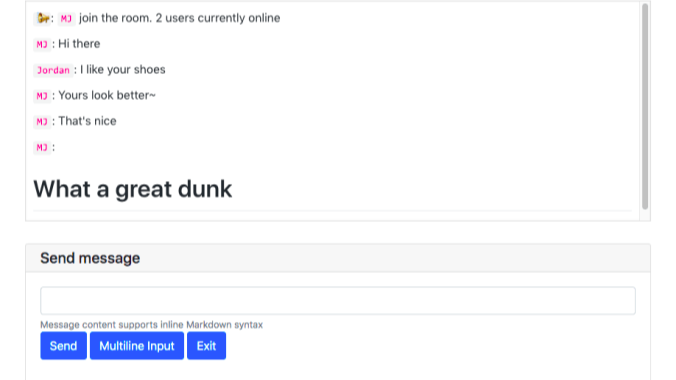 📢: MJ join the room. 2 users currently online
MJ : Hi there
Jordan : I like your shoes
MJ : Yours look better~
MJ : That's nice
MJ :
What a great dunk
Send message
Message content supports inline Markdown syntax
Send Multiline Input Exit